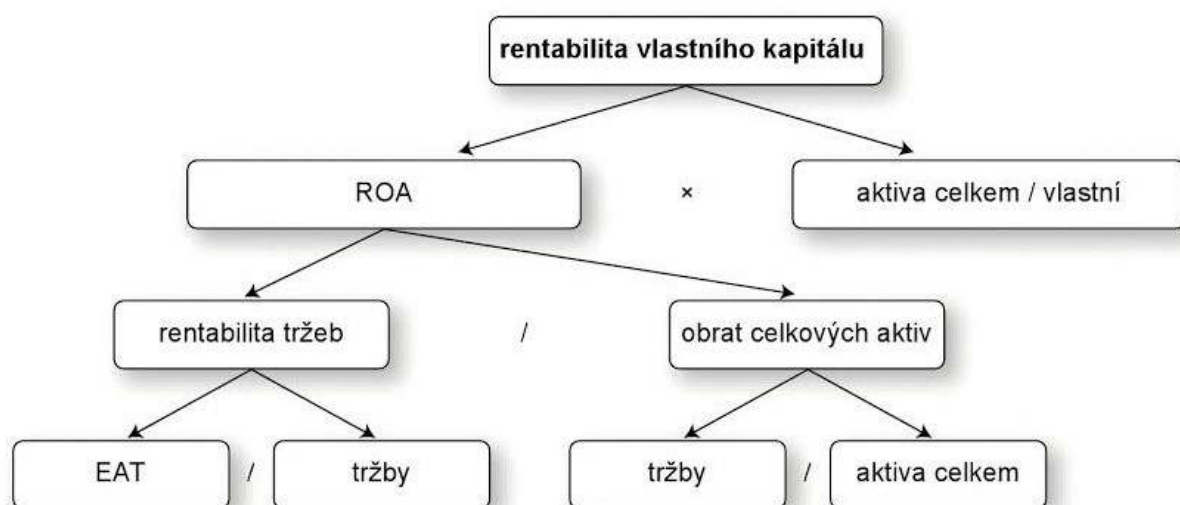 rentabilita vlastního kapitálu
ROA × aktiva celkem / vlastní
rentabilita tržeb / obrat celkových aktiv
EAT / tržby tržby / aktiva celkem